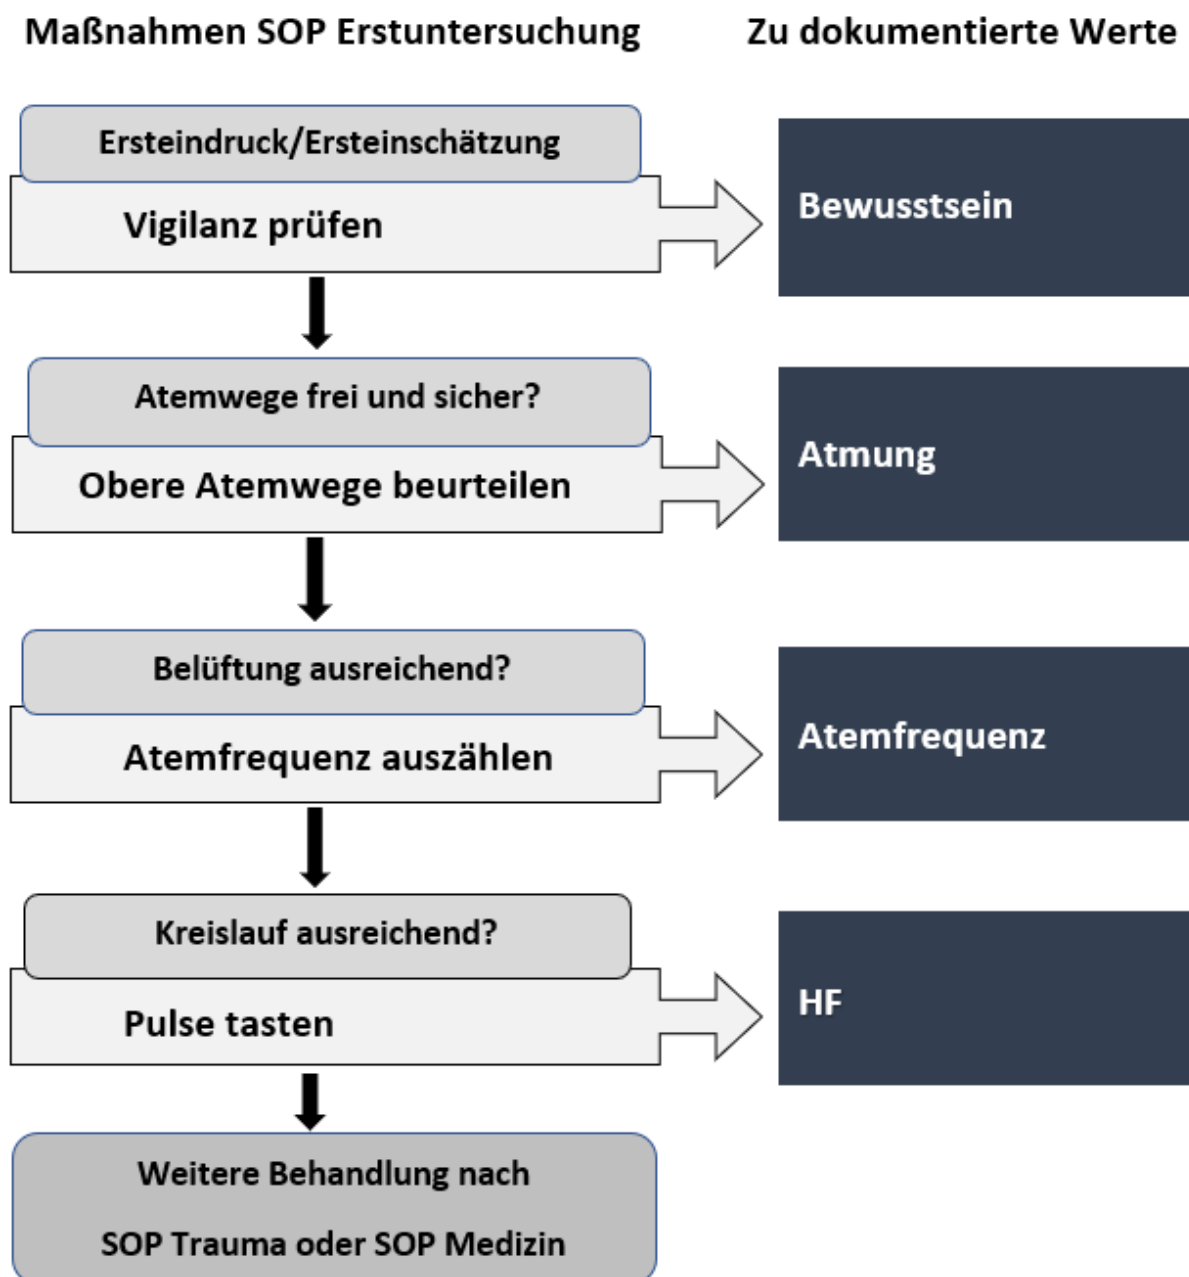 Maßnahmen SOP Erstuntersuchung
Zu dokumentierte Werte
Ersteindruck/Ersteinschätzung
Vigilanz prüfen
Bewusstsein
Atemwege frei und sicher?
Obere Atemwege beurteilen
Atmung
Belüftung ausreichend?
Atemfrequenz auszählen
Atemfrequenz
Kreislauf ausreichend?
Pulse tasten
HF
Weitere Behandlung nach
SOP Trauma oder SOP Medizin